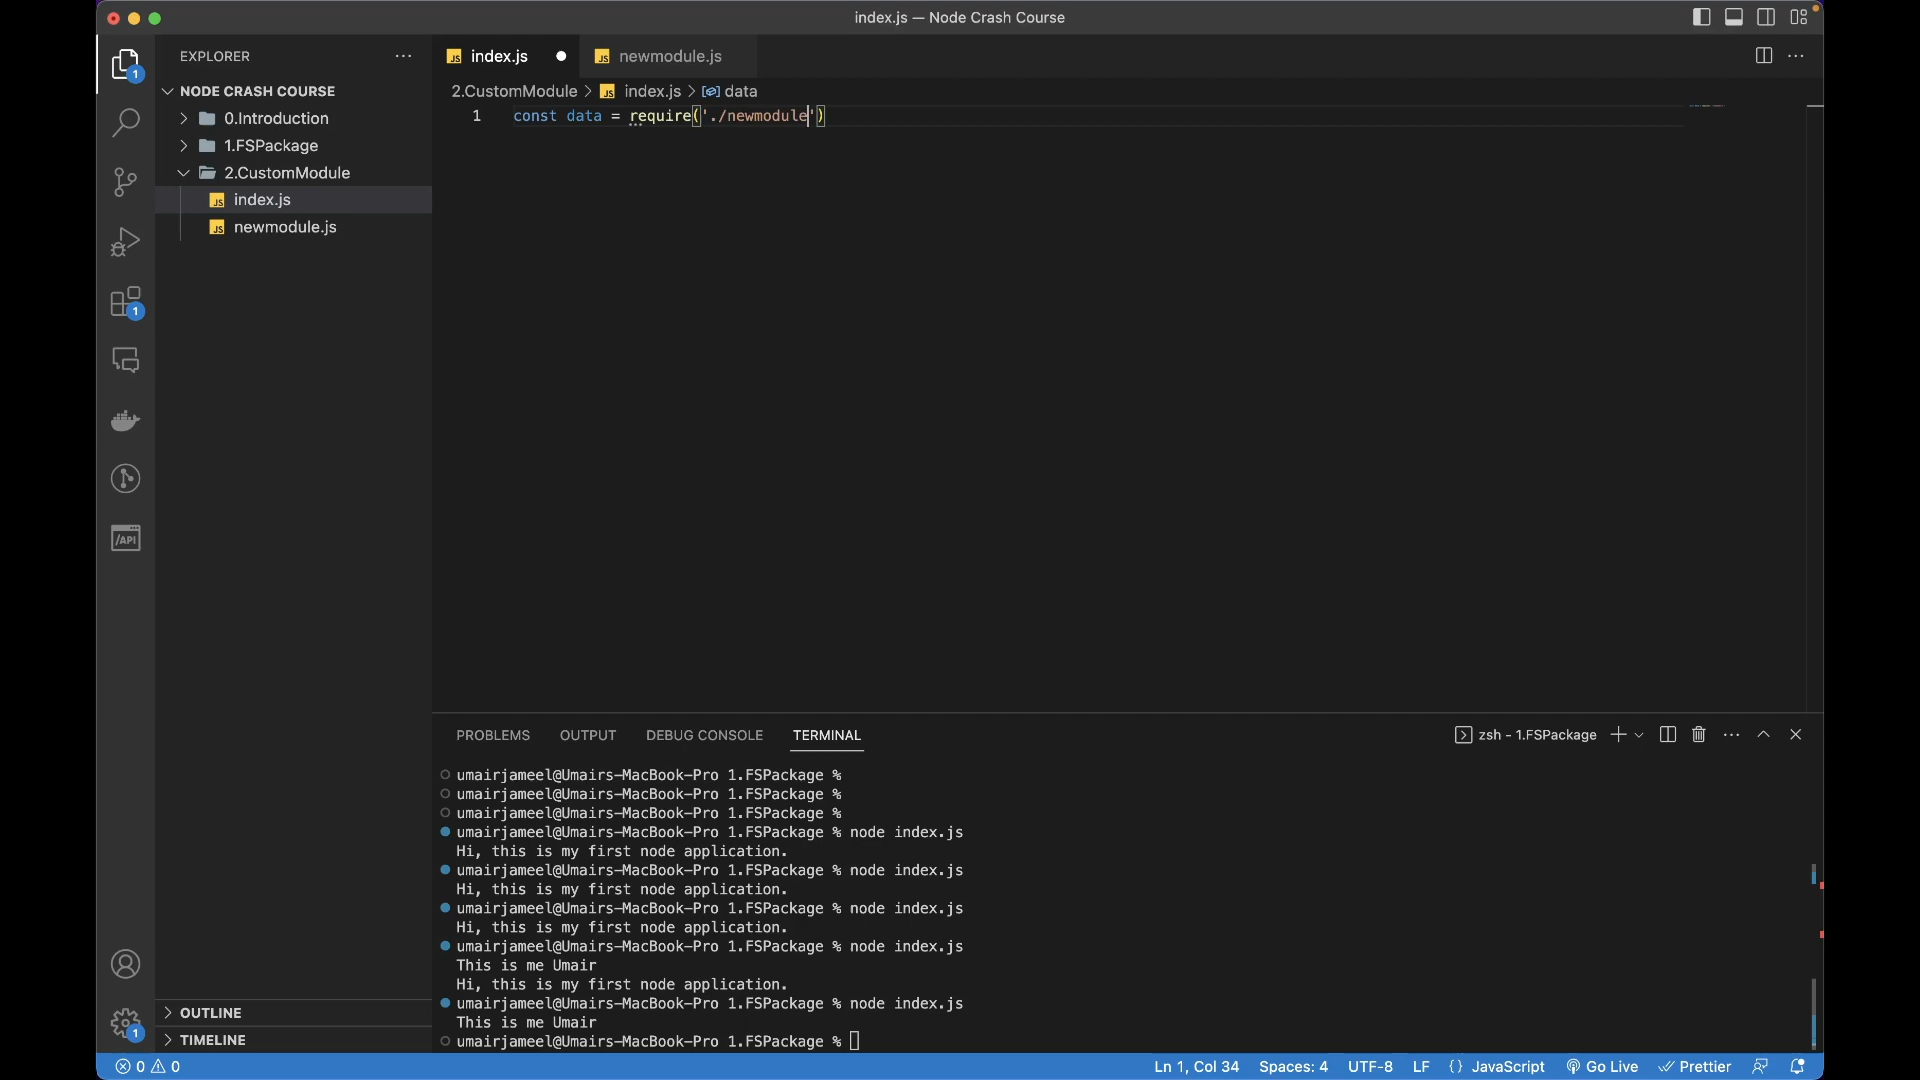 index.js — Node Crash Course
EXPLORER
index.js
newmodule.js
NODE CRASH COURSE
2.CustomModule > index.js > data
0.Introduction
1 const data = require('./newmodule')
1.FSPackage
2.CustomModule
index.js
newmodule.js
1
1
/API
PROBLEMS OUTPUT DEBUG CONSOLE TERMINAL
zsh - 1.FSPackage
umairjameel@Umairs-MacBook-Pro 1.FSPackage %
umairjameel@Umairs-MacBook-Pro 1.FSPackage %
umairjameel@Umairs-MacBook-Pro 1.FSPackage %
umairjameel@Umairs-MacBook-Pro 1.FSPackage % node index.js
Hi, this is my first node application.
umairjameel@Umairs-MacBook-Pro 1.FSPackage % node index.js
Hi, this is my first node application.
umairjameel@Umairs-MacBook-Pro 1.FSPackage % node index.js
Hi, this is my first node application.
umairjameel@Umairs-MacBook-Pro 1.FSPackage % node index.js
This is me Umair
Hi, this is my first node application.
umairjameel@Umairs-MacBook-Pro 1.FSPackage % node index.js
This is me Umair
umairjameel@Umairs-MacBook-Pro 1.FSPackage %
OUTLINE
1
TIMELINE
0 0
Ln 1, Col 34 Spaces: 4 UTF-8 LF {} JavaScript Go Live Prettier